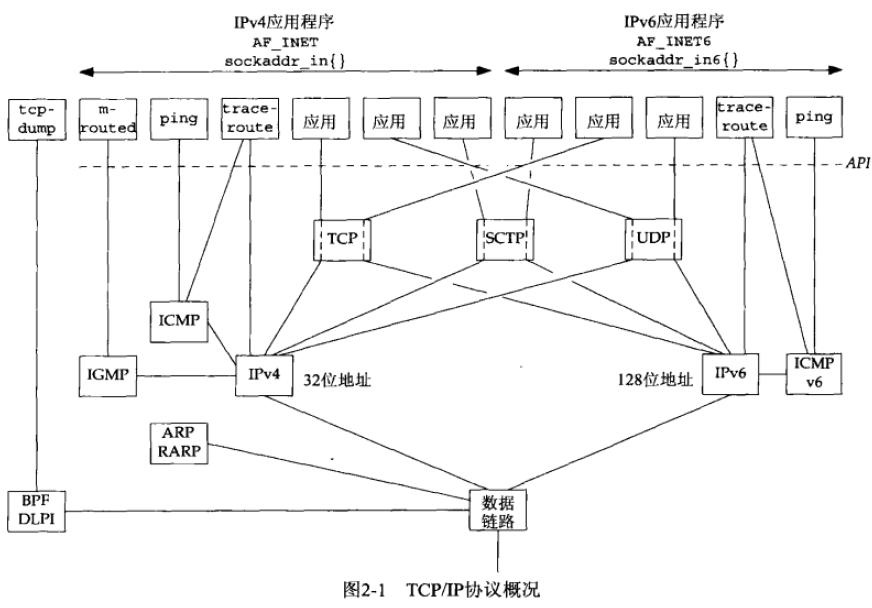 IPv4应用程序
AF_INET
sockaddr_in{}
IPv6应用程序
AF_INET6
sockaddr_in6{}
tcp-
dump
m-
routed
ping
trace-
route
应用
应用
应用
应用
应用
应用
trace-
route
ping
API
TCP
SCTP
UDP
ICMP
IGMP
IPv4
32位地址
128位地址
IPv6
ICMP
v6
ARP
RARP
BPF
DLPI
数据
链路
图2-1 TCP/IP协议概况